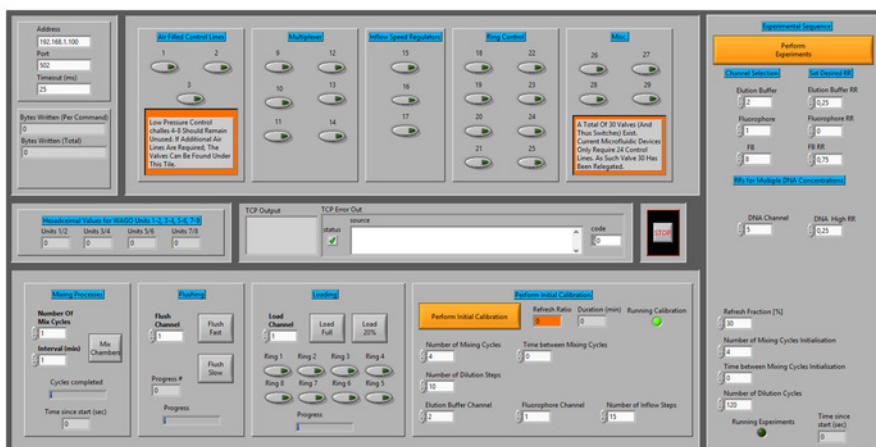 Address
192.168.1.100
Port
502
Timeout (ms)
25
Bytes Written (Per Command)
0
Bytes Written (Total)
0
Air Filled Control Lines
1 2
3
Low Pressure Control
challes 4-8 Should Remain
Unused. If Additional Air
Lines Are Required, The
Valves Can Be Found Under
This Tile.
Multiplexer
9 12
10 13
11 14
Inflow Speed Regulators
15
16
17
Ring Control
18 22
19 23
20 24
21 25
Misc
26 27
28 29
A Total Of 30 Valves (And
Thus Switches) Exist.
Current Microfluidic Devices
Only Require 24 Control
Lines. As Such Valve 30 Has
Been Relegated.
Hexadecimal Values for WAGO Units 1-2, 3-4, 5-6, 7-8
Units 1/2 Units 3/4 Units 5/6 Units 7/8
0 0 0 0
TCP Output
TCP Error Out
status
source
code
0
STOP
Mixing Processes
Number Of
Mix Cycles
1
Interval (min)
1
Mix
Chambers
Cycles completed
Time since start (sec)
0
Flushing
Flush
Channel
1
Flush
Fast
Flush
Slow
Progress #
0
Progress
Loading
Load
Channel
1
Load
Full
Load
20%
Ring 1 Ring 2 Ring 3 Ring 4
Ring 8 Ring 7 Ring 6 Ring 5
Progress
Perform Initial Calibration
Perform Initial Calibration
Refresh Ratio
0
Duration (min)
0
Running Calibration
Number of Mixing Cycles
4
Time between Mixing Cycles
0
Number of Dilution Steps
10
Elution Buffer Channel
2
Fluorophore Channel
1
Number of Inflow Steps
15
Experimental Sequence
Perform
Experiments
Channel Selection Set Desired RR
Elution Buffer Elution Buffer RR
2 0,25
Fluorophore Fluorophore RR
1 0
FB FB RR
8 0,75
RRs for Multiple DNA Concentrations
DNA Channel DNA High RR
5 0,25
Refresh Fraction [%]
30
Number of Mixing Cycles Initialisation
4
Time between Mixing Cycles Initialisation
0
Number of Dilution Cycles
120
Running Experiments
Time since
start (sec)
0